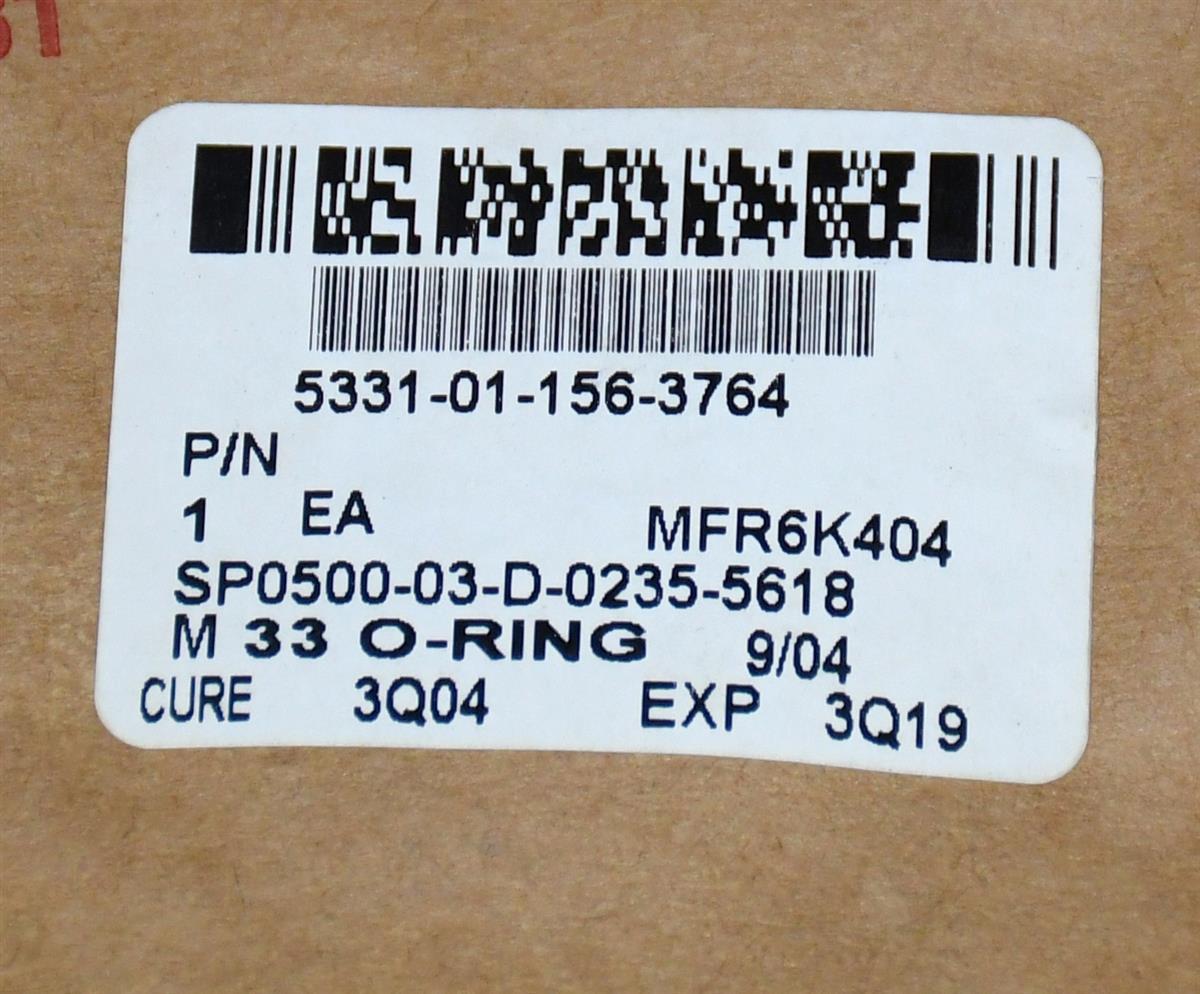 5331-01-156-3764
P/N
1 EA MFR6K404
SP0500-03-D-0235-5618
M 33 O-RING 9/04
CURE 3Q04 EXP 3Q19